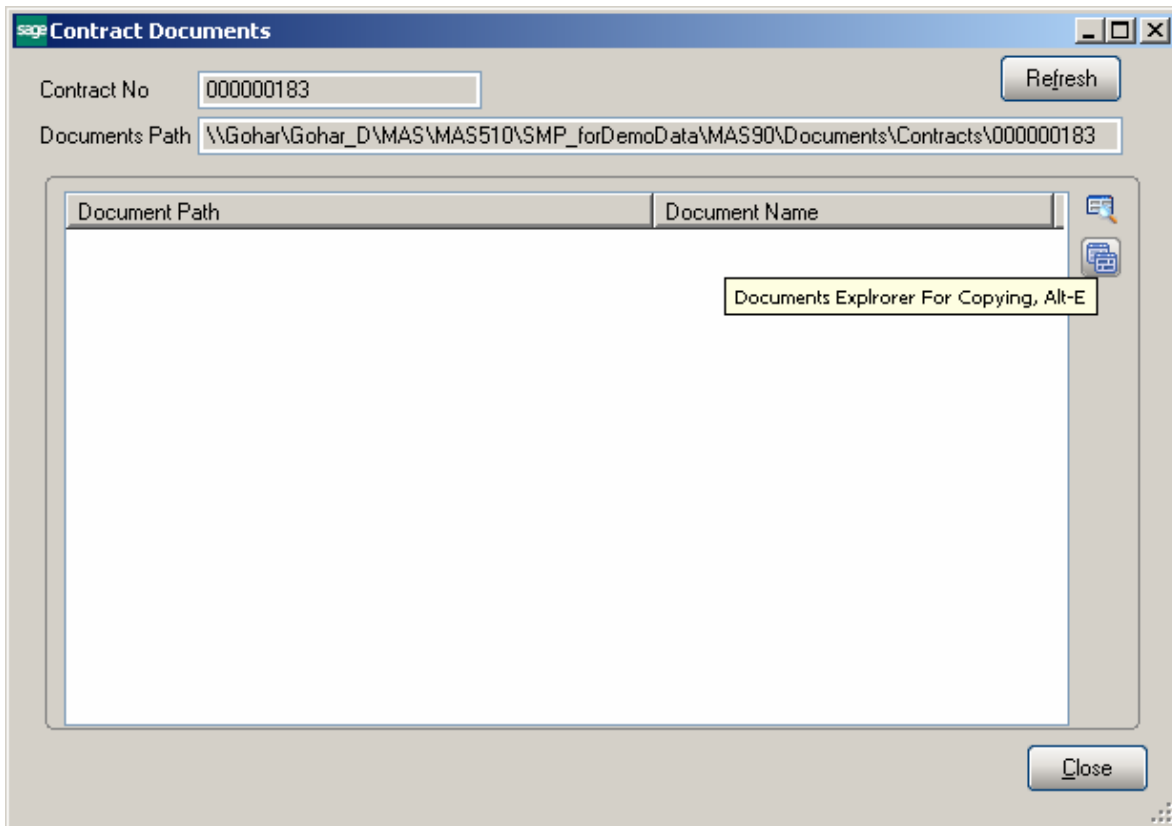 sage Contract Documents
Contract No 000000183 Refresh
Documents Path \\Gohar\Gohar_D\MAS\MAS510\SMP_forDemoData\MAS90\Documents\Contracts\000000183
Document Path Document Name
Documents Explrorer For Copying, Alt-E
Close